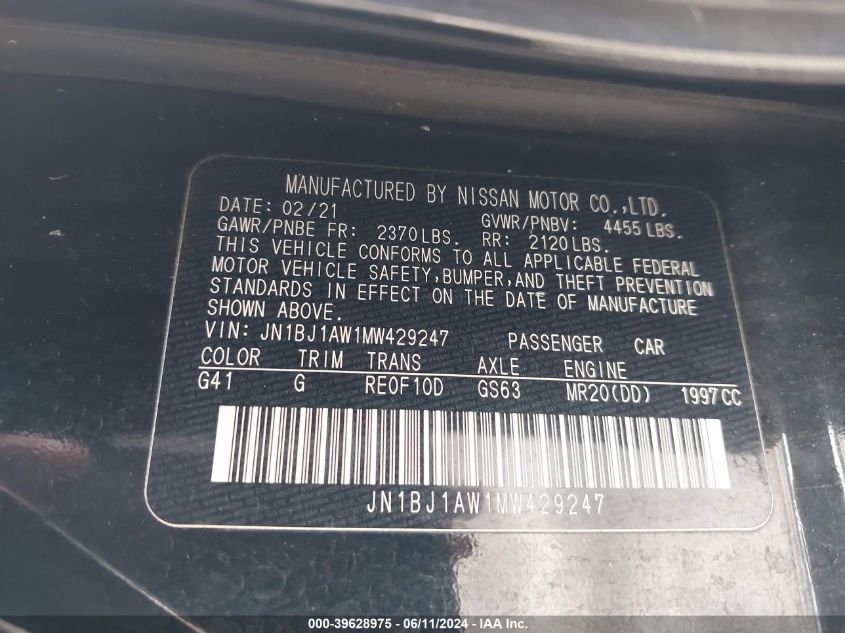 MANUFACTURED BY NISSAN MOTOR CO.,LTD.
DATE: 02/21 GVWR/PNBV: 4455 LBS.
GAWR/PNBE FR: 2370LBS. RR: 2120LBS.
THIS VEHICLE CONFORMS TO ALL APPLICABLE FEDERAL
MOTOR VEHICLE SAFETY,BUMPER,AND THEFT PREVENTION
STANDARDS IN EFFECT ON THE DATE OF MANUFACTURE
SHOWN ABOVE.
VIN: JN1BJ1AW1MW429247 PASSENGER CAR
COLOR TRIM TRANS AXLE ENGINE
G41 G RE0F10D GS63 MR20(DD) 1997CC
JN1BJ1AW1MW429247
000-39628975 - 06/11/2024 - IAA Inc.